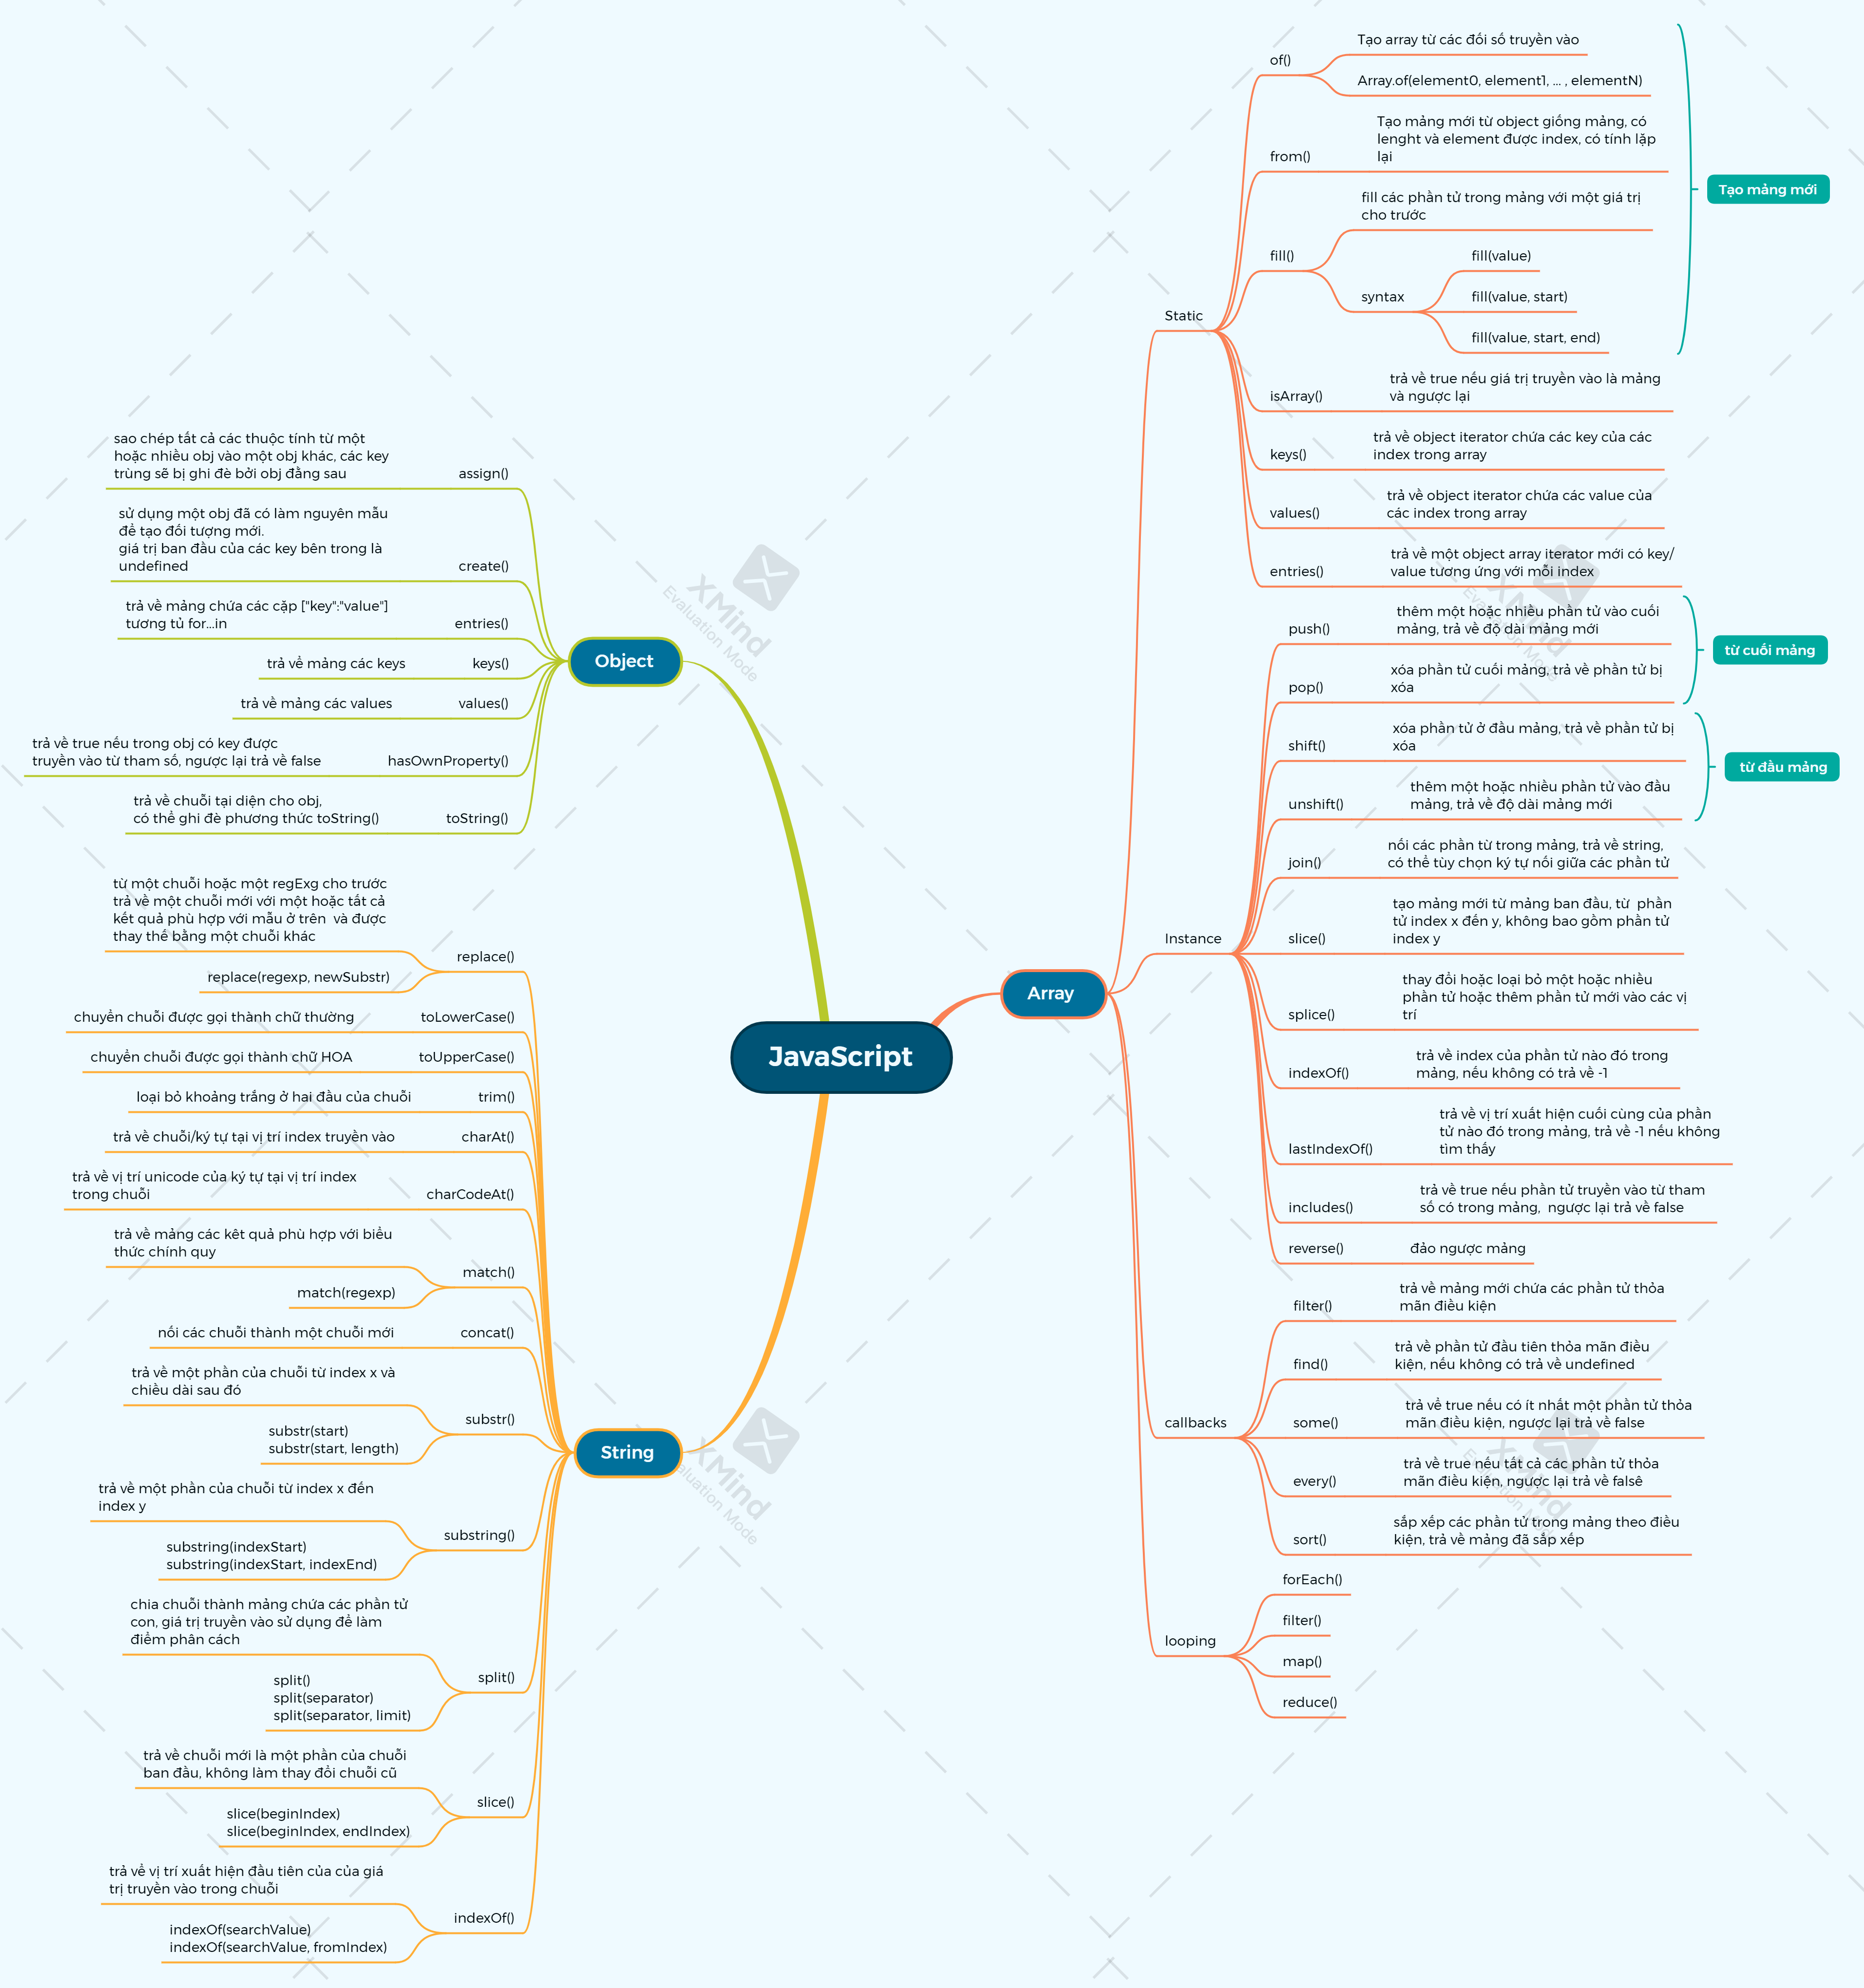 JavaScript
Object
assign()
sao chép tất cả các thuộc tính từ một
hoặc nhiều obj vào một obj khác, các key
trùng sẽ bị ghi đè bởi obj đằng sau
create()
sử dụng một obj đã có làm nguyên mẫu
để tạo đối tượng mới.
giá trị ban đầu của các key bên trong là
undefined
entries()
trả về mảng chứa các cặp ["key":"value"]
tương tủ for...in
keys()
trả về mảng các keys
values()
trả về mảng các values
hasOwnProperty()
trả về true nếu trong obj có key được
truyền vào từ tham số, ngược lại trả về false
toString()
trả về chuỗi tại diện cho obj,
có thể ghi đè phương thức toString()
String
replace()
từ một chuỗi hoặc một regExg cho trước
trả về một chuỗi mới với một hoặc tất cả
kết quả phù hợp với mẫu ở trên  và được
thay thế bằng một chuỗi khác
replace(regexp, newSubstr)
toLowerCase()
chuyển chuỗi được gọi thành chữ thường
toUpperCase()
chuyển chuỗi được gọi thành chữ HOA
trim()
loại bỏ khoảng trắng ở hai đầu của chuỗi
charAt()
trả về chuỗi/ký tự tại vị trí index truyền vào
charCodeAt()
trả về vị trí unicode của ký tự tại vị trí index
trong chuỗi
match()
trả về mảng các kêt quả phù hợp với biểu
thức chính quy
match(regexp)
concat()
nối các chuỗi thành một chuỗi mới
substr()
trả về một phần của chuỗi từ index x và
chiều dài sau đó
substr(start)
substr(start, length)
substring()
trả về một phần của chuỗi từ index x đến
index y
substring(indexStart)
substring(indexStart, indexEnd)
split()
chia chuỗi thành mảng chứa các phần tử
con, giá trị truyền vào sử dụng để làm
điểm phân cách
split()
split(separator)
split(separator, limit)
slice()
trả về chuỗi mới là một phần của chuỗi
ban đầu, không làm thay đổi chuỗi cũ
slice(beginIndex)
slice(beginIndex, endIndex)
indexOf()
trả về vị trí xuất hiện đầu tiên của của giá
trị truyền vào trong chuỗi
indexOf(searchValue)
indexOf(searchValue, fromIndex)
Array
Static
of()
Tạo array từ các đối số truyền vào
Array.of(element0, element1, ... , elementN)
from()
Tạo mảng mới từ object giống mảng, có
lenght và element được index, có tính lặp
lại
fill()
fill các phần tử trong mảng với một giá trị
cho trước
syntax
fill(value)
fill(value, start)
fill(value, start, end)
Tạo mảng mới
isArray()
trả về true nếu giá trị truyền vào là mảng
và ngược lại
keys()
trả về object iterator chứa các key của các
index trong array
values()
trả về object iterator chứa các value của
các index trong array
entries()
trả về một object array iterator mới có key/
value tương ứng với mỗi index
Instance
push()
thêm một hoặc nhiều phần tử vào cuối
mảng, trả về độ dài mảng mới
pop()
xóa phần tử cuối mảng, trả về phần tử bị
xóa
từ cuối mảng
shift()
xóa phần tử ở đầu mảng, trả về phần tử bị
xóa
unshift()
thêm một hoặc nhiều phần tử vào đầu
mảng, trả về độ dài mảng mới
từ đầu mảng
join()
nối các phần từ trong mảng, trả về string,
có thể tùy chọn ký tự nối giữa các phần tử
slice()
tạo mảng mới từ mảng ban đầu, từ  phần
tử index x đến y, không bao gồm phần tử
index y
splice()
thay đổi hoặc loại bỏ một hoặc nhiều
phần tử hoặc thêm phần tử mới vào các vị
trí
indexOf()
trả về index của phần tử nào đó trong
mảng, nếu không có trả về -1
lastIndexOf()
trả về vị trí xuất hiện cuối cùng của phần
tử nào đó trong mảng, trả về -1 nếu không
tìm thấy
includes()
trả về true nếu phần tử truyền vào từ tham
số có trong mảng,  ngược lại trả về false
reverse()
đảo ngược mảng
callbacks
filter()
trả về mảng mới chứa các phần tử thỏa
mãn điều kiện
find()
trả về phần tử đầu tiên thỏa mãn điều
kiện, nếu không có trả về undefined
some()
trả về true nếu có ít nhất một phần tử thỏa
mãn điều kiện, ngược lại trả về false
every()
trả về true nếu tất cả các phần tử thỏa
mãn điều kiện, ngược lại trả về falsê
sort()
sắp xếp các phần tử trong mảng theo điều
kiện, trả về mảng đã sắp xếp
looping
forEach()
filter()
map()
reduce()
XMind
Evaluation Mode
XMind
Evaluation Mode
XMind
Evaluation Mode
XMind
Evaluation Mode